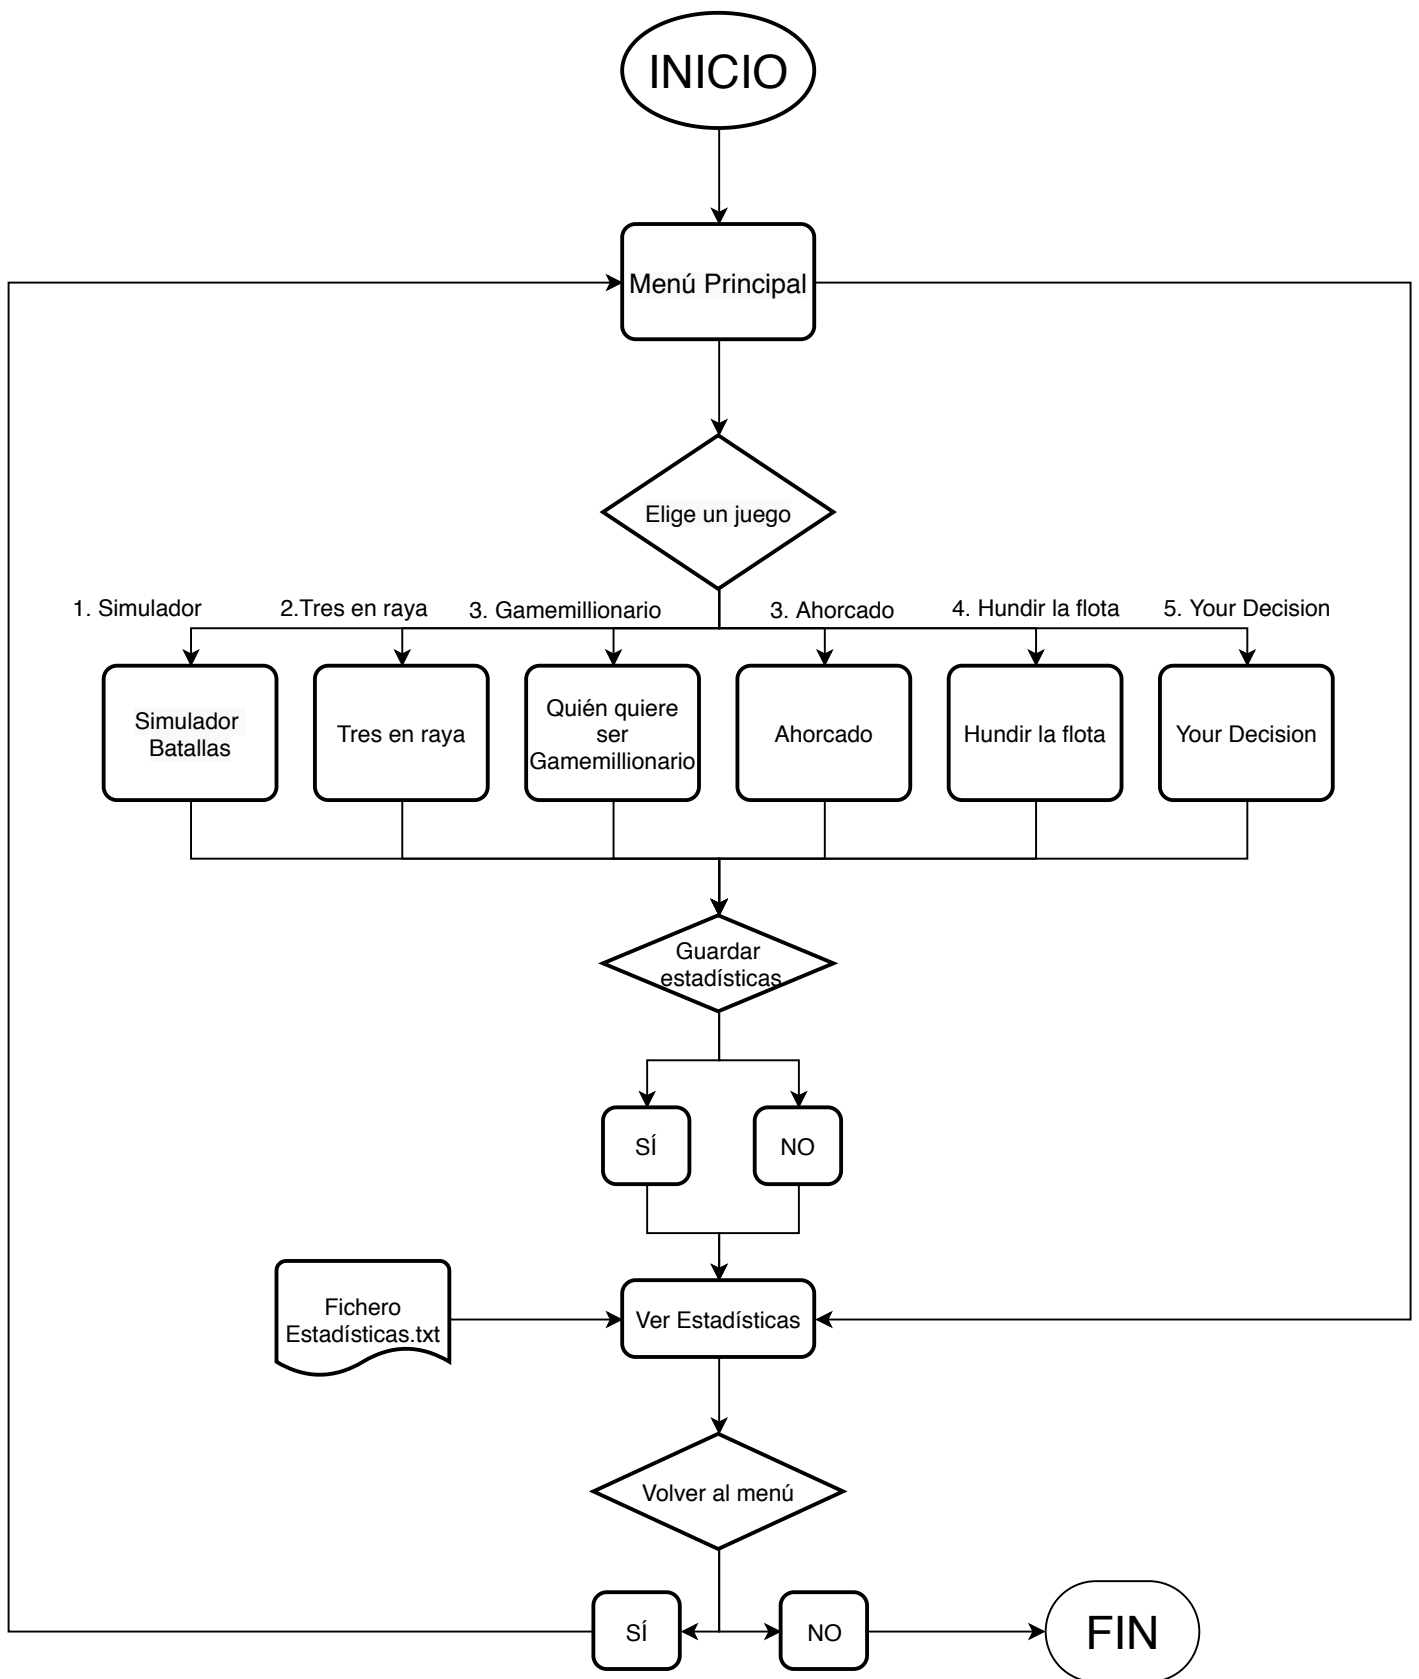 INICIO
Menú Principal
Elige un juego
1. Simulador
2.Tres en raya
3. Gamemillionario
3. Ahorcado
4. Hundir la flota
5. Your Decision
Simulador
Batallas
Tres en raya
Quién quiere
ser
Gamemillionario
Ahorcado
Hundir la flota
Your Decision
Guardar
estadísticas
SÍ
NO
Fichero
Estadísticas.txt
Ver Estadísticas
Volver al menú
SÍ
NO
FIN